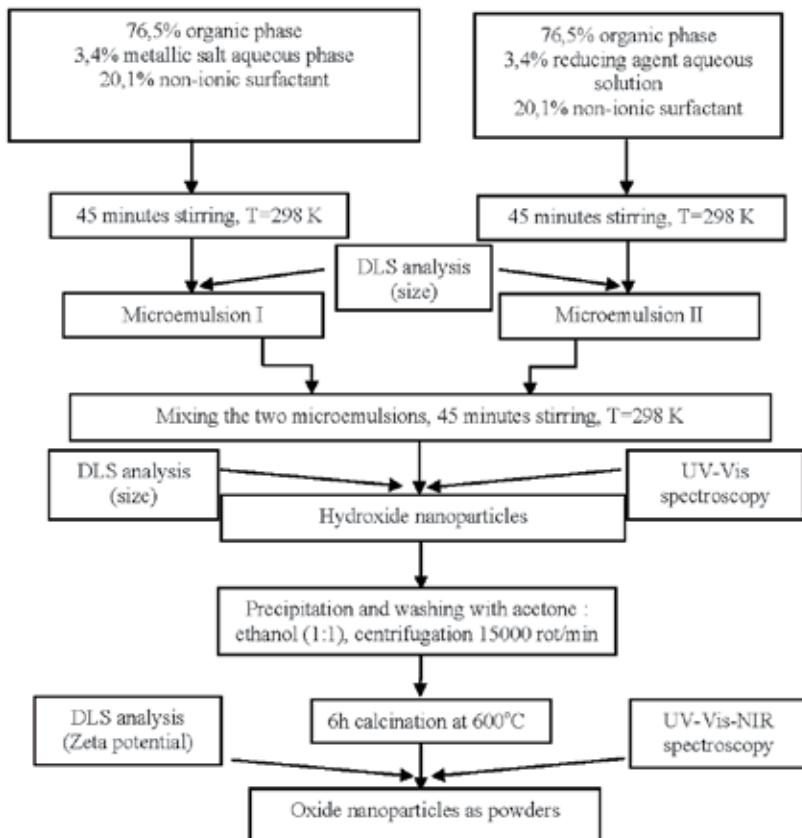 76,5% organic phase
3,4% metallic salt aqueous phase
20,1% non-ionic surfactant
76,5% organic phase
3,4% reducing agent aqueous
solution
20,1% non-ionic surfactant
45 minutes stirring, T=298 K
45 minutes stirring, T=298 K
DLS analysis
(size)
Microemulsion I
Microemulsion II
Mixing the two microemulsions, 45 minutes stirring, T=298 K
DLS analysis
(size)
UV-Vis
spectroscopy
Hydroxide nanoparticles
Precipitation and washing with acetone :
ethanol (1:1), centrifugation 15000 rot/min
DLS analysis
(Zeta potential)
6h calcination at 600°C
UV-Vis-NIR
spectroscopy
Oxide nanoparticles as powders